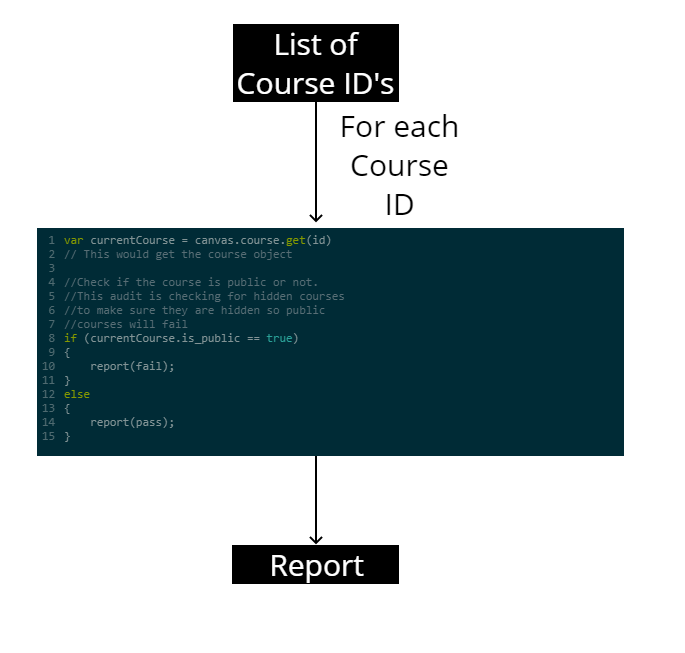 List of
Course ID's
For each
Course
ID
1 var currentCourse = canvas.course.get(id)
2 // This would get the course object
3
4 //Check if the course is public or not.
5 //This audit is checking for hidden courses
6 //to make sure they are hidden so public
7 //courses will fail
8 if (currentCourse.is_public == true)
9 {
10     report(fail);
11 }
12 else
13 {
14     report(pass);
15 }
Report